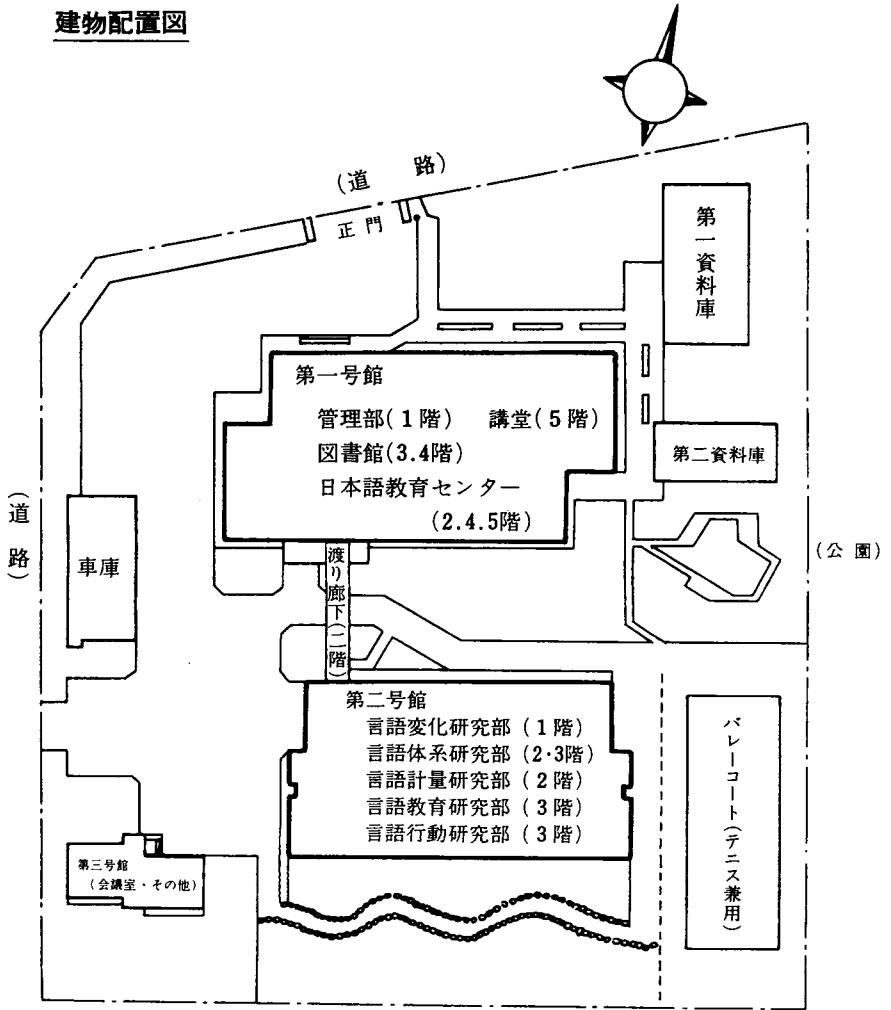 建物配置図
(道 路)
正門
第一資料庫
第一号館
管理部(1階) 講堂(5階)
図書館(3.4階)
日本語教育センター
(2.4.5階)
第二資料庫
(道路)
車庫
渡り廊下(二階)
(公園)
第二号館
言語変化研究部(1階)
言語体系研究部(2・3階)
言語計量研究部(2階)
言語教育研究部(3階)
言語行動研究部(3階)
バレーコート(テニス兼用)
第三号館
(会議室・その他)